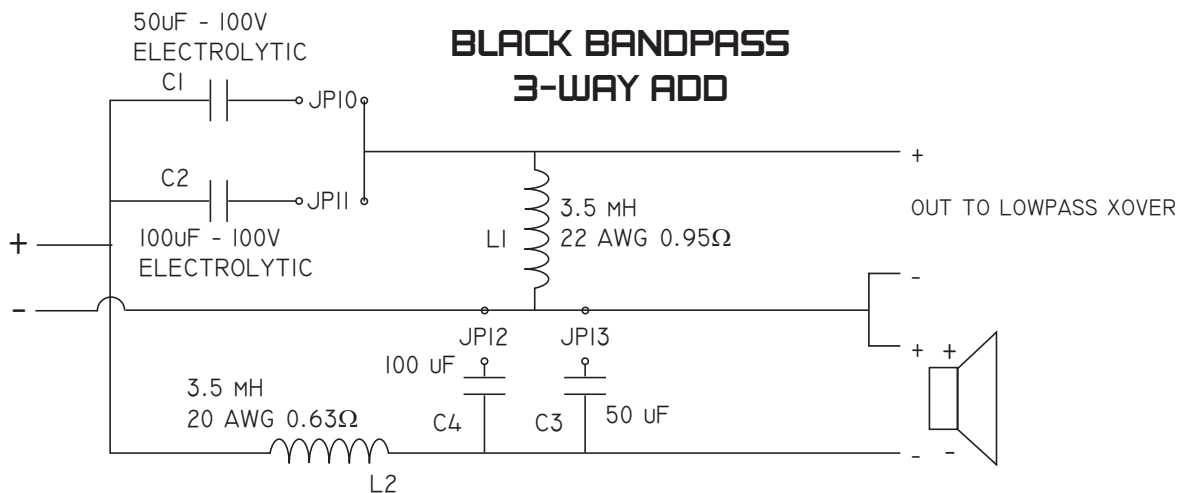 50uF - 100V
ELECTROLYTIC
C1
BLACK BANDPASS
3-WAY ADD
JP10
+
OUT TO LOWPASS XOVER
C2
JP11
3.5 mH
22 AWG 0.95Ω
L1
100uF - 100V
ELECTROLYTIC
+
-
-
JP12
JP13
100 uF
+
+
3.5 mH
20 AWG 0.63Ω
C4
C3
50 uF
-
-
L2